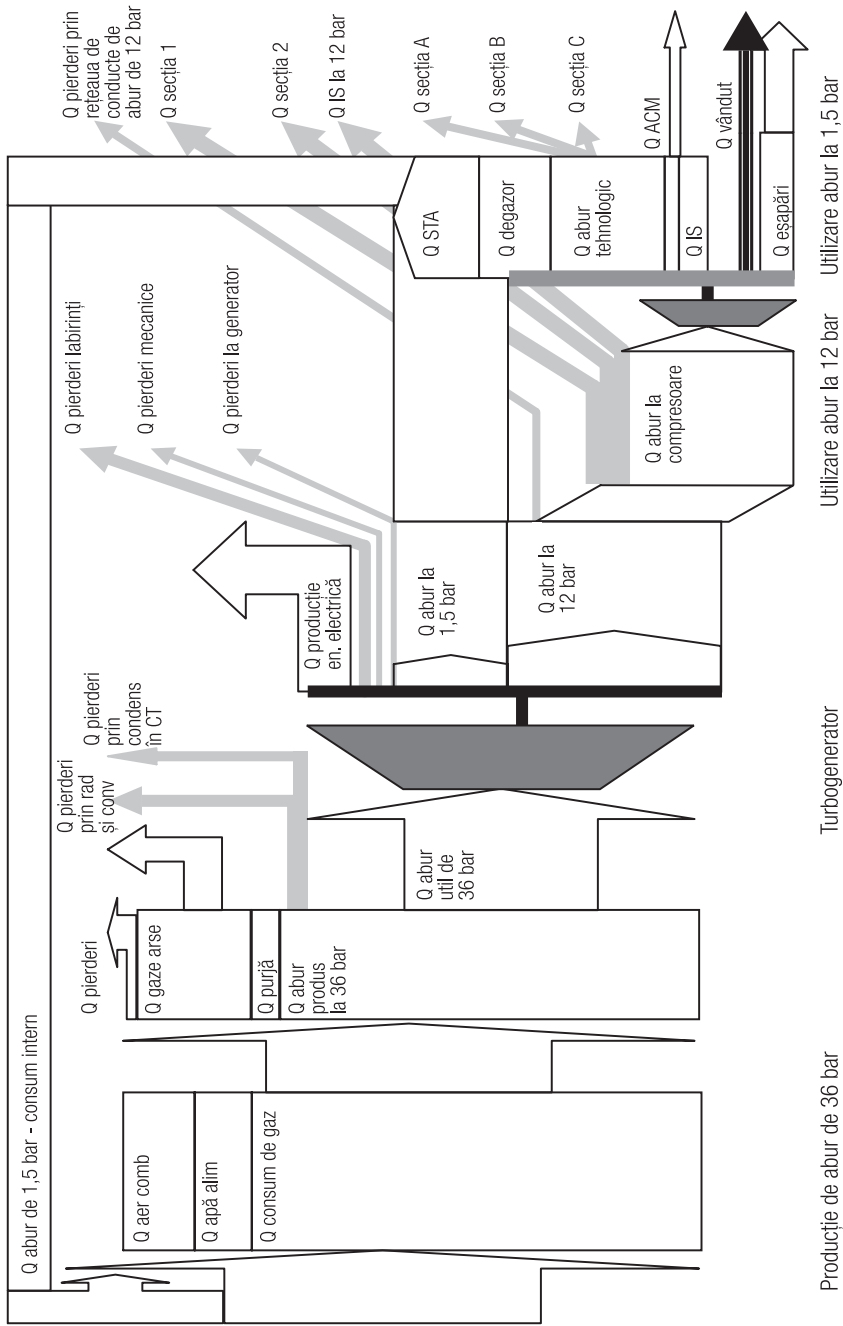 Q abur de 1,5 bar - consum intern
Q aer comb
Q apă alim
Q consum de gaz
Q pierderi
Q gaze arse
Q purjă
Q abur
produs
la 36 bar
Q pierderi
prin rad
și conv
Q pierderi
prin
condens
în CT
Q abur
util de
36 bar
Q producție
en. electrică
Q pierderi labirinți
Q pierderi mecanice
Q pierderi la generator
Q abur la
1,5 bar
Q abur la
12 bar
Q abur la
compresoare
Q pierderi prin
rețeaua de
conducte de
abur de 12 bar
Q secția 1
Q secția 2
Q IS la 12 bar
Q secția A
Q secția B
Q secția C
Q STA
Q degazor
Q abur
tehnologic
Q ACM
Q IS
Q vândut
Q eșapări
Producție de abur de 36 bar
Turbogenerator
Utilizare abur la 12 bar
Utilizare abur la 1,5 bar